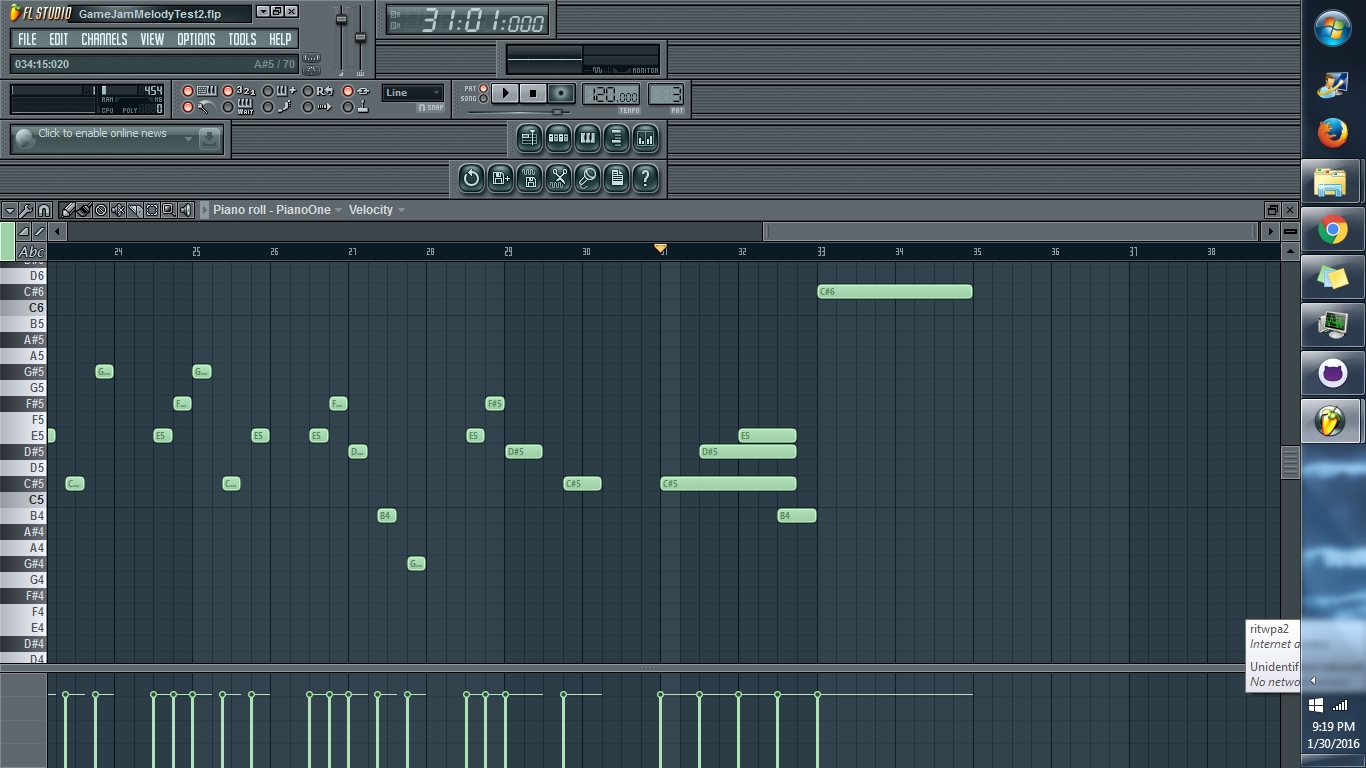 FL STUDIO GameJamMelodyTest2.flp
31:01:000
FILE EDIT CHANNELS VIEW OPTIONS TOOLS HELP
034:15:020 A#5 / 70
MONITOR
1 454
RAM
CPU POLY 0
321
WAIT
R
Line
SNAP
PAT
SONG
120.000
TEMPO
3
PAT
Click to enable online news
Piano roll - PianoOne Velocity
Abc 24 25 26 27 28 29 30 31 32 33 34 35 36 37 38
D6
C#6 C#6
C6
B5
A#5
A5
G#5 G... G...
G5
F#5 F... F... F#5
F5
E5 E5 E5 E5 E5 E5
D#5 D... D#5 D#5
D5
C#5 C... C... C#5 C#5
C5
B4 B4 B4
A#4
A4
G#4 G...
G4
F#4
F4
E4
D#4
D4
ritwpa2
Internet a
Unidentif
No netwo
9:19 PM
1/30/2016